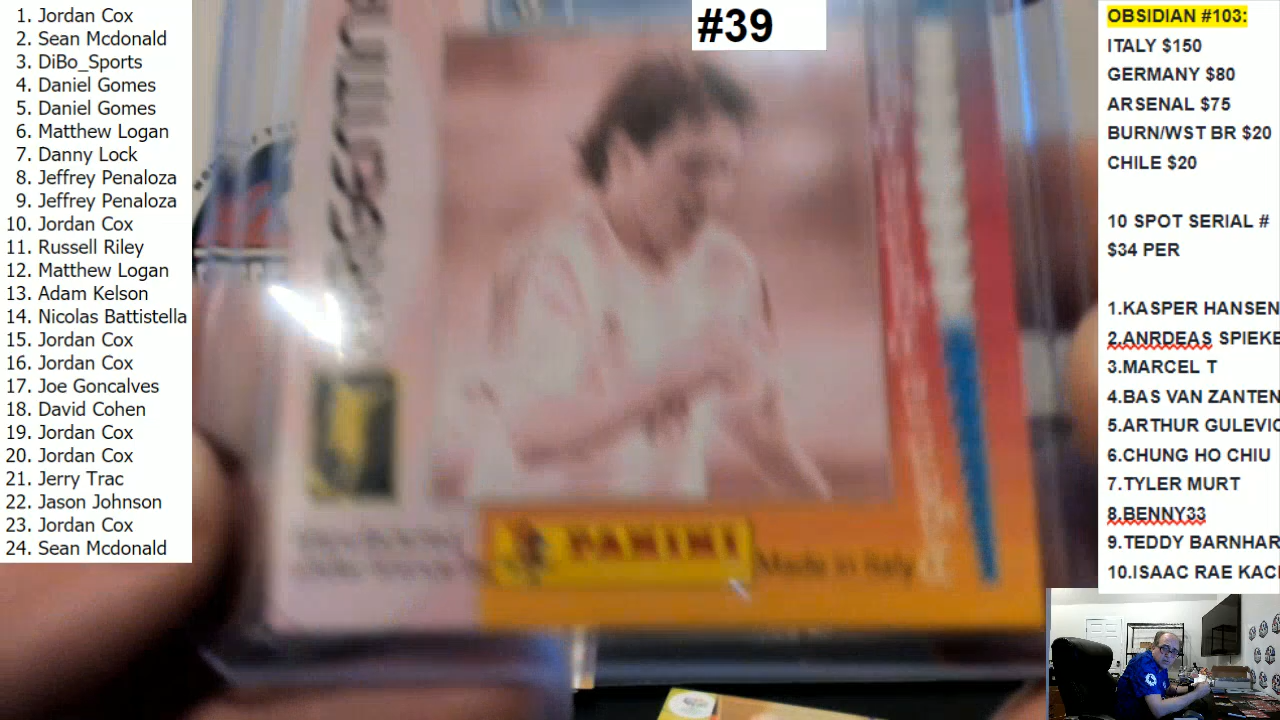 1. Jordan Cox
2. Sean Mcdonald
3. DiBo_Sports
4. Daniel Gomes
5. Daniel Gomes
6. Matthew Logan
7. Danny Lock
8. Jeffrey Penaloza
9. Jeffrey Penaloza
10. Jordan Cox
11. Russell Riley
12. Matthew Logan
13. Adam Kelson
14. Nicolas Battistella
15. Jordan Cox
16. Jordan Cox
17. Joe Goncalves
18. David Cohen
19. Jordan Cox
20. Jordan Cox
21. Jerry Trac
22. Jason Johnson
23. Jordan Cox
24. Sean Mcdonald
#39
PANINI
Made in Italy
OBSIDIAN #103:
ITALY $150
GERMANY $80
ARSENAL $75
BURN/WST BR $20
CHILE $20
10 SPOT SERIAL #
$34 PER
1.KASPER HANSEN
2.ANRDEAS SPIEKE
3.MARCEL T
4.BAS VAN ZANTEN
5.ARTHUR GULEVIC
6.CHUNG HO CHIU
7.TYLER MURT
8.BENNY33
9.TEDDY BARNHAR
10.ISAAC RAE KACI